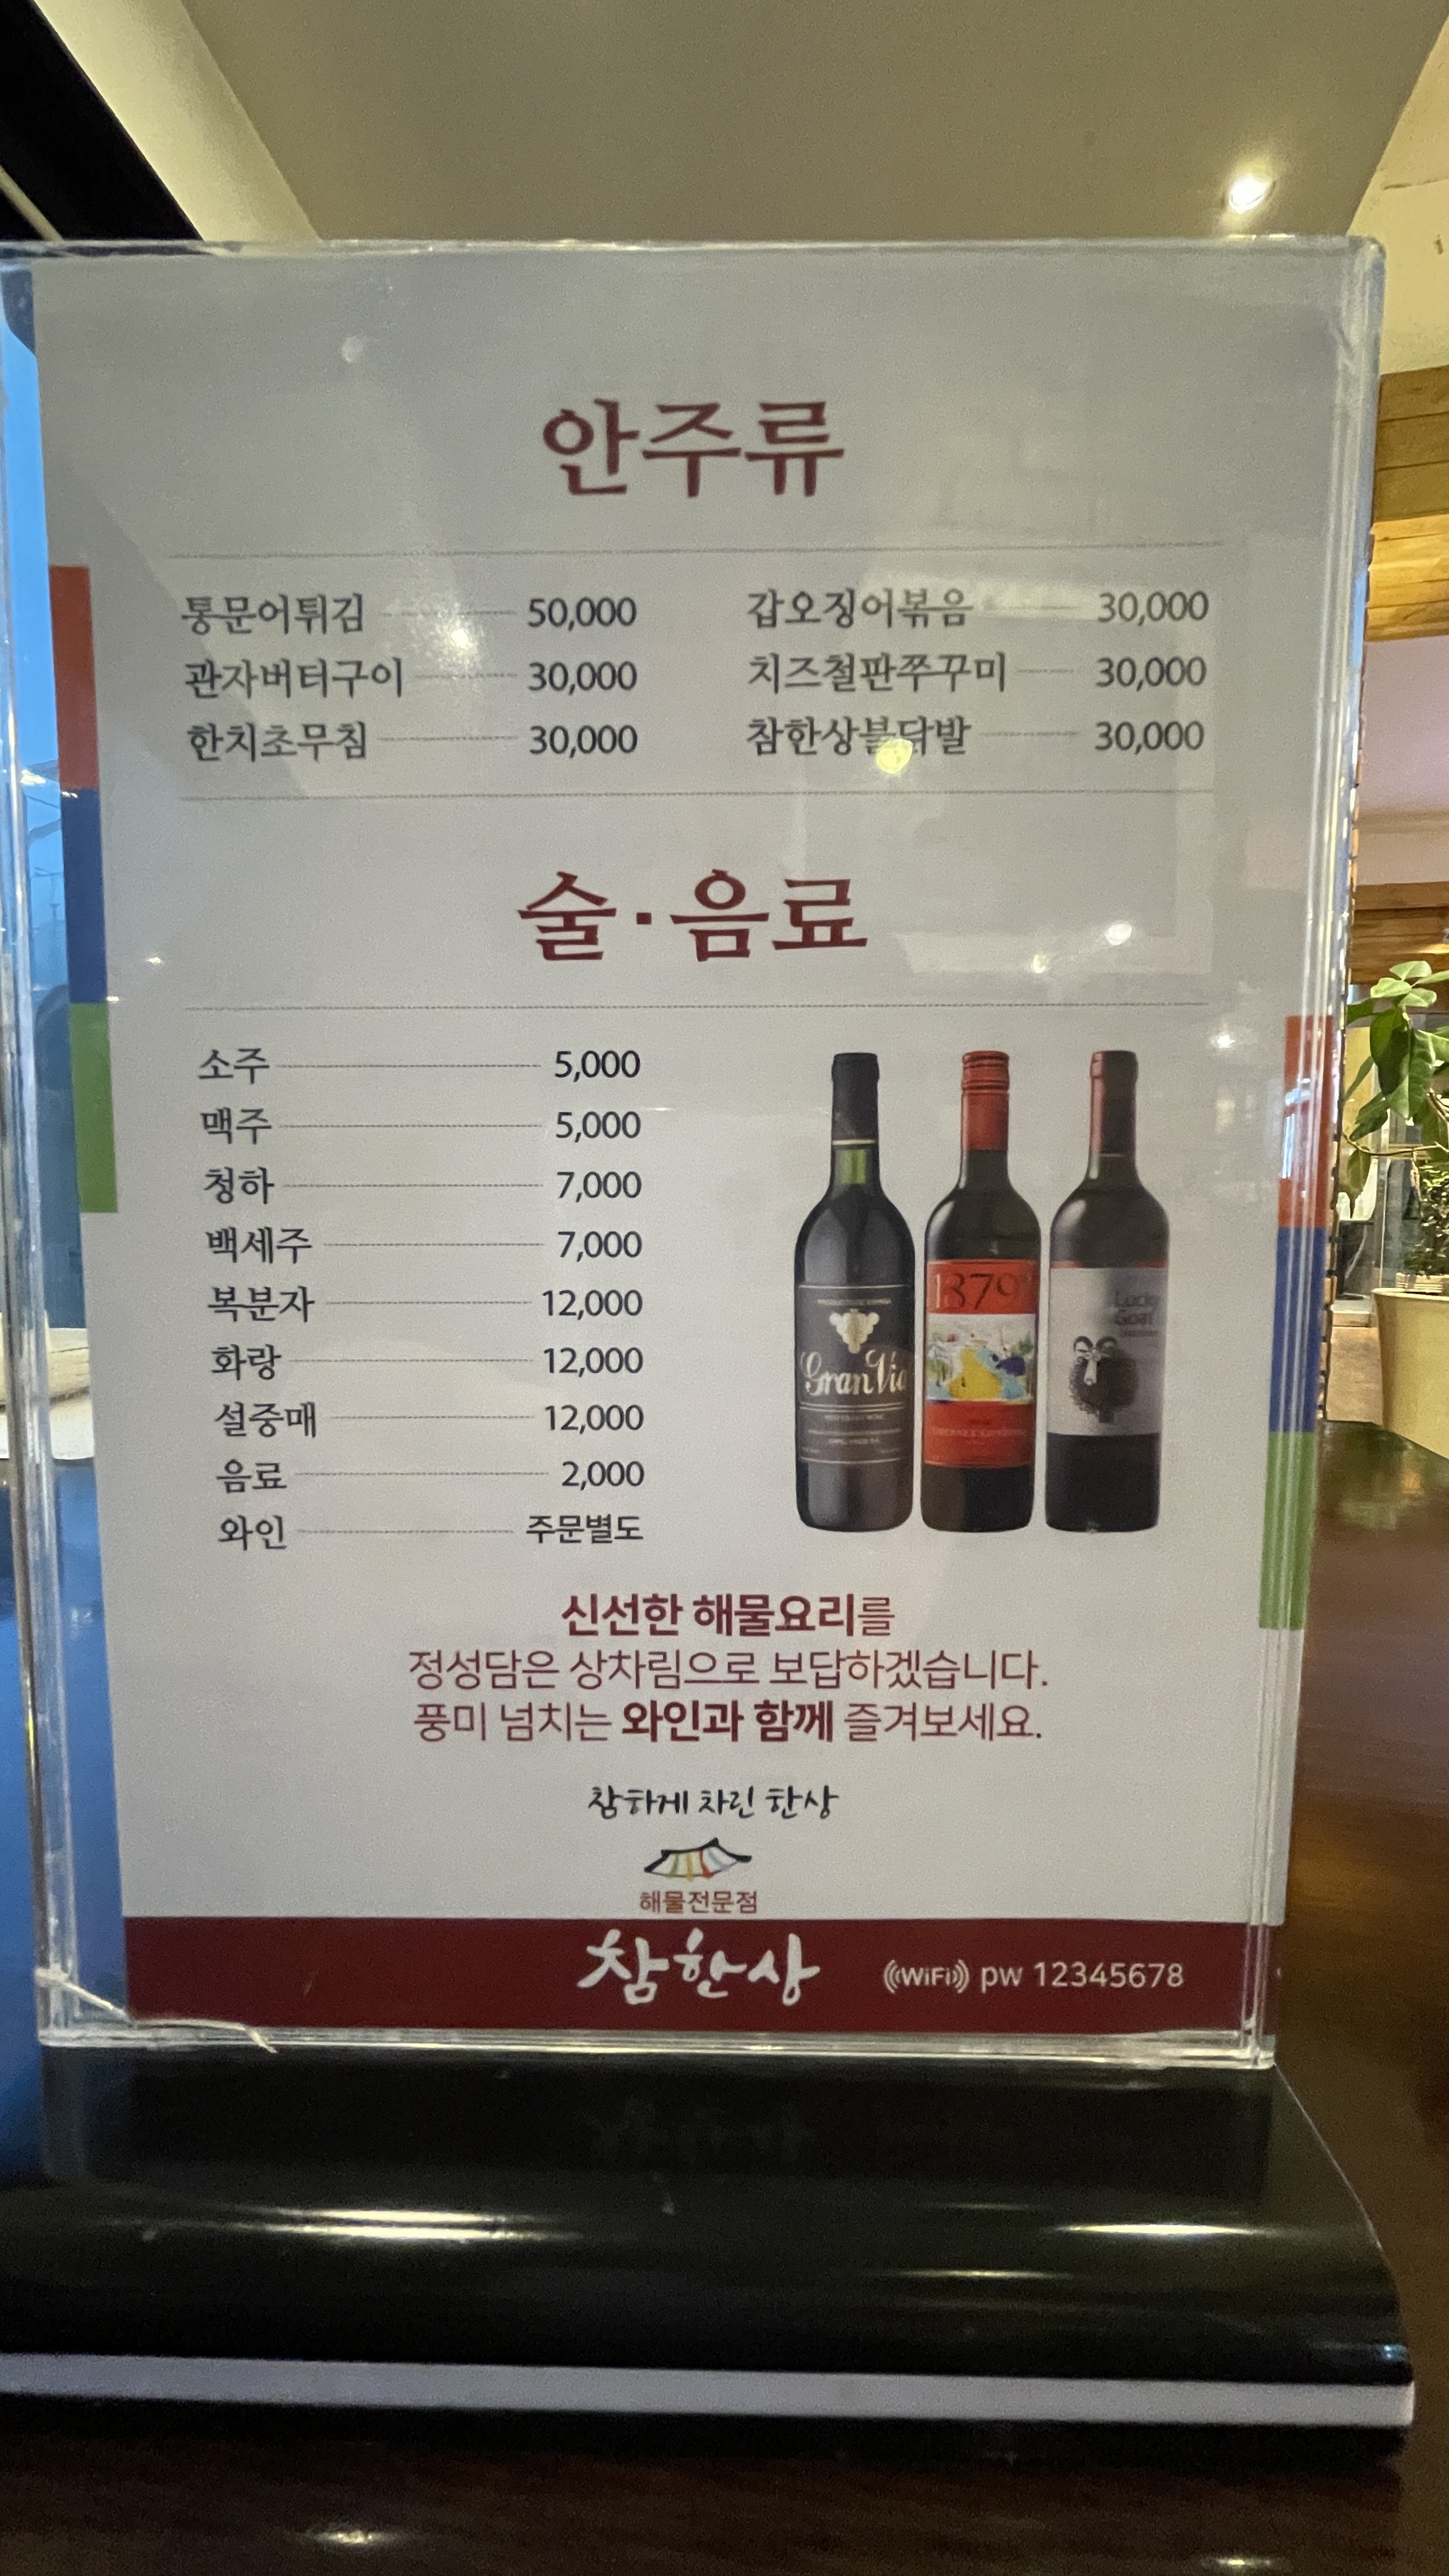 안주류
통문어튀김 50,000
관자버터구이 30,000
한치초무침 30,000
갑오징어볶음 30,000
치즈철판쭈꾸미 30,000
참한상불닭발 30,000
술·음료
소주 5,000
맥주 5,000
청하 7,000
백세주 7,000
복분자 12,000
화랑 12,000
설중매 12,000
음료 2,000
와인 주문별도
Gran Via
1879
Lucky
Goat
신선한 해물요리를
정성담은 상차림으로 보답하겠습니다.
풍미 넘치는 와인과 함께 즐겨보세요.
참하게 차린 한상
해물전문점
참한상 WiFi pw 12345678